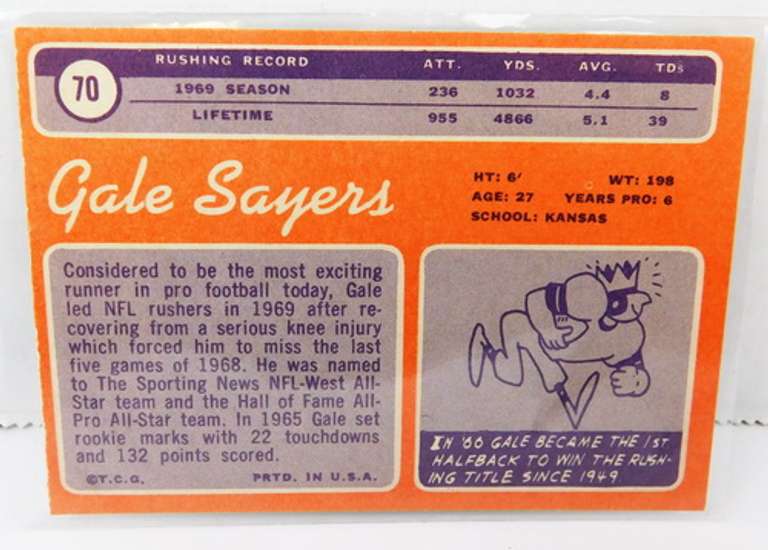 70
RUSHING RECORD ATT. YDS. AVG. TDs
1969 SEASON 236 1032 4.4 8
LIFETIME 955 4866 5.1 39
Gale Sayers
HT: 6' WT: 198
AGE: 27 YEARS PRO: 6
SCHOOL: KANSAS
Considered to be the most exciting
runner in pro football today, Gale
led NFL rushers in 1969 after re-
covering from a serious knee injury
which forced him to miss the last
five games of 1968. He was named
to The Sporting News NFL-West All-
Star team and the Hall of Fame All-
Pro All-Star team. In 1965 Gale set
rookie marks with 22 touchdowns
and 132 points scored.
©T.C.G. PRTD. IN U.S.A.
IN '66 GALE BECAME THE 1ST
HALFBACK TO WIN THE RUSH-
ING TITLE SINCE 1949